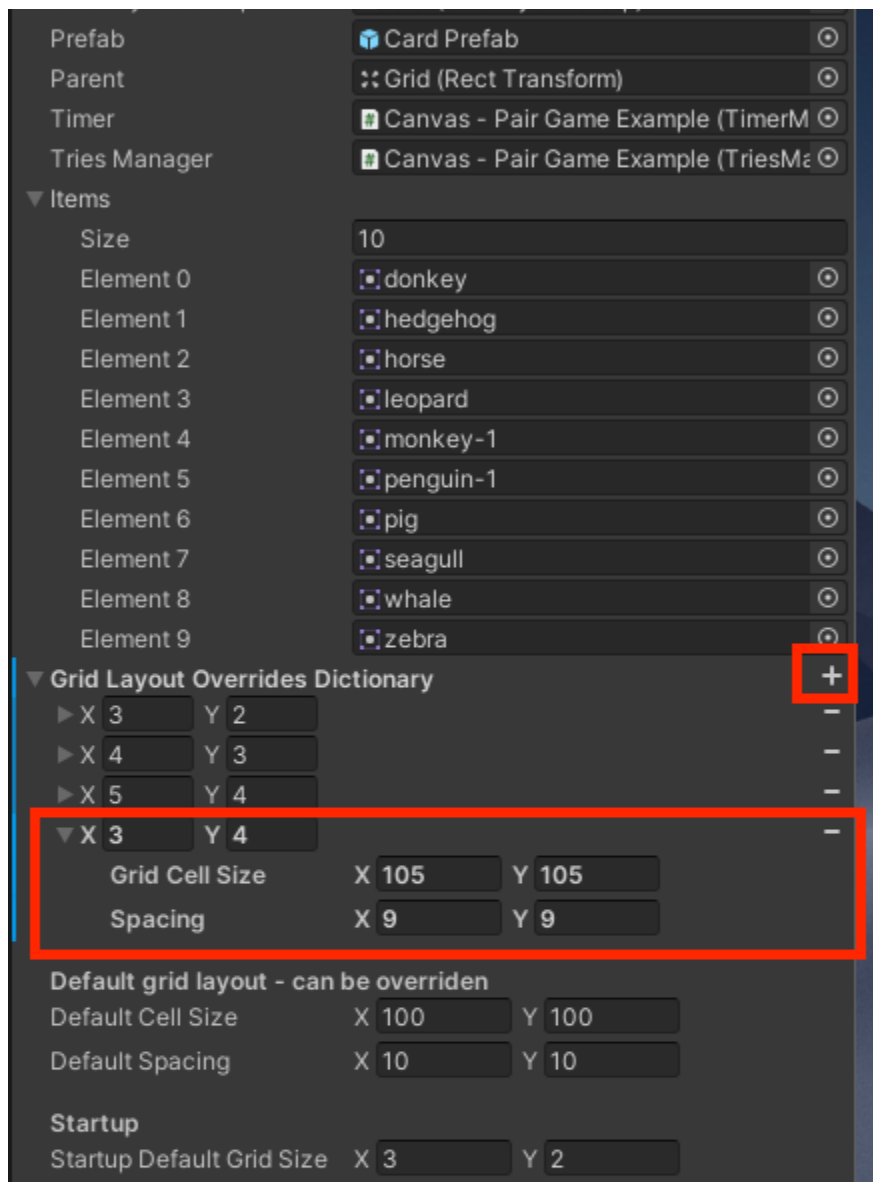 Prefab Card Prefab
Parent Grid (Rect Transform)
Timer # Canvas - Pair Game Example (TimerM
Tries Manager # Canvas - Pair Game Example (TriesMa
Items
Size 10
Element 0 donkey
Element 1 hedgehog
Element 2 horse
Element 3 leopard
Element 4 monkey-1
Element 5 penguin-1
Element 6 pig
Element 7 seagull
Element 8 whale
Element 9 zebra
Grid Layout Overrides Dictionary +
X 3 Y 2 -
X 4 Y 3 -
X 5 Y 4 -
X 3 Y 4 -
Grid Cell Size X 105 Y 105
Spacing X 9 Y 9
Default grid layout - can be overriden
Default Cell Size X 100 Y 100
Default Spacing X 10 Y 10
Startup
Startup Default Grid Size X 3 Y 2